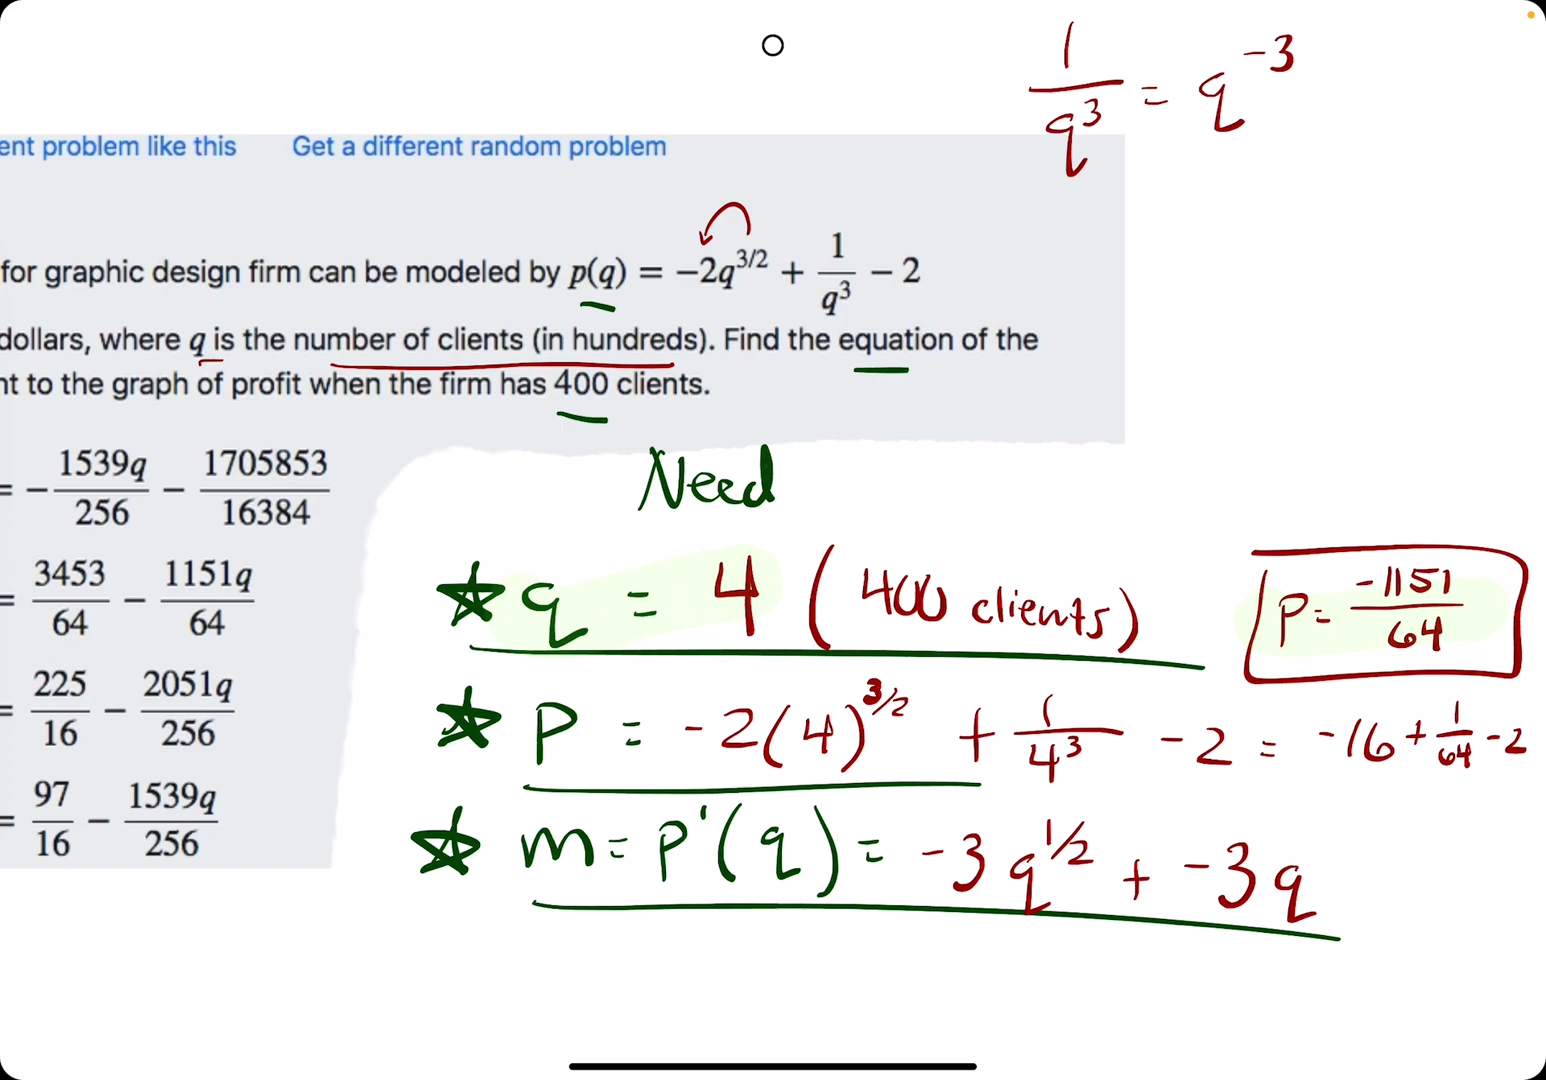 1/q³ = q⁻³
ent problem like this Get a different random problem
for graphic design firm can be modeled by p(q) = −2q^{3/2} + 1/q³ − 2
dollars, where q is the number of clients (in hundreds). Find the equation of the
nt to the graph of profit when the firm has 400 clients.
= −1539q/256 − 1705853/16384
Need
= 3453/64 − 1151q/64
q = 4 (400 clients)
P = -1151/64
= 225/16 − 2051q/256
P = -2(4)^{3/2} + 1/4³ - 2 = -16 + 1/64 - 2
= 97/16 − 1539q/256
m = P'(q) = -3q^{1/2} + -3q